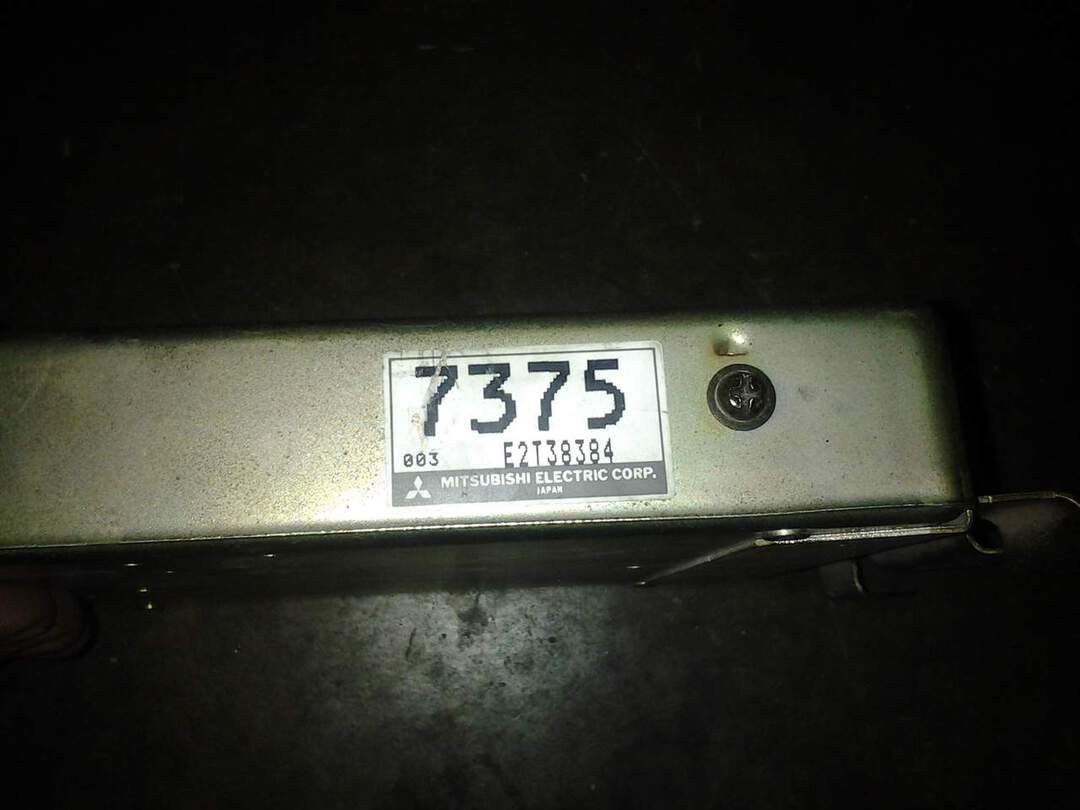 7375
003 E2T38384
MITSUBISHI ELECTRIC CORP.
JAPAN